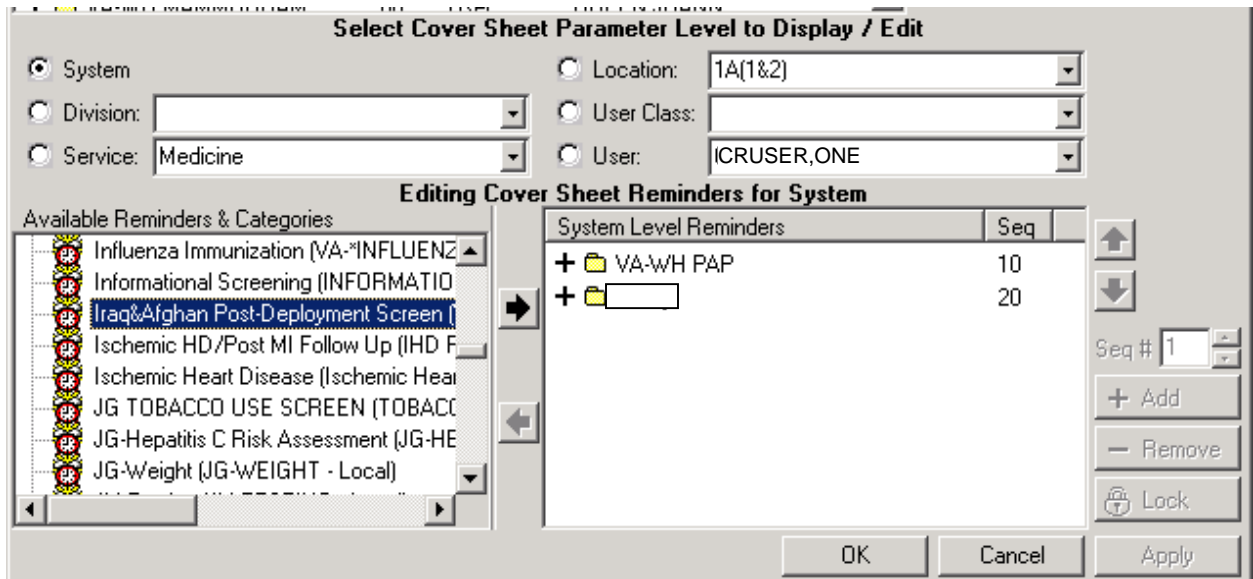 Select Cover Sheet Parameter Level to Display / Edit
System
Location: 1A(1&2)
Division:
User Class:
Service: Medicine
User: CRUSER,ONE
Editing Cover Sheet Reminders for System
Available Reminders & Categories
System Level Reminders Seq
Influenza Immunization (VA-*INFLUENZ
Informational Screening (INFORMATIO
Iraq&Afghan Post-Deployment Screen (
Ischemic HD/Post MI Follow Up (IHD F
Ischemic Heart Disease (Ischemic Hear
JG TOBACCO USE SCREEN (TOBACC
JG-Hepatitis C Risk Assessment (JG-HE
JG-Weight (JG-WEIGHT - Local)
VA-WH PAP 10
20
Seq # 1
+ Add
− Remove
Lock
OK
Cancel
Apply